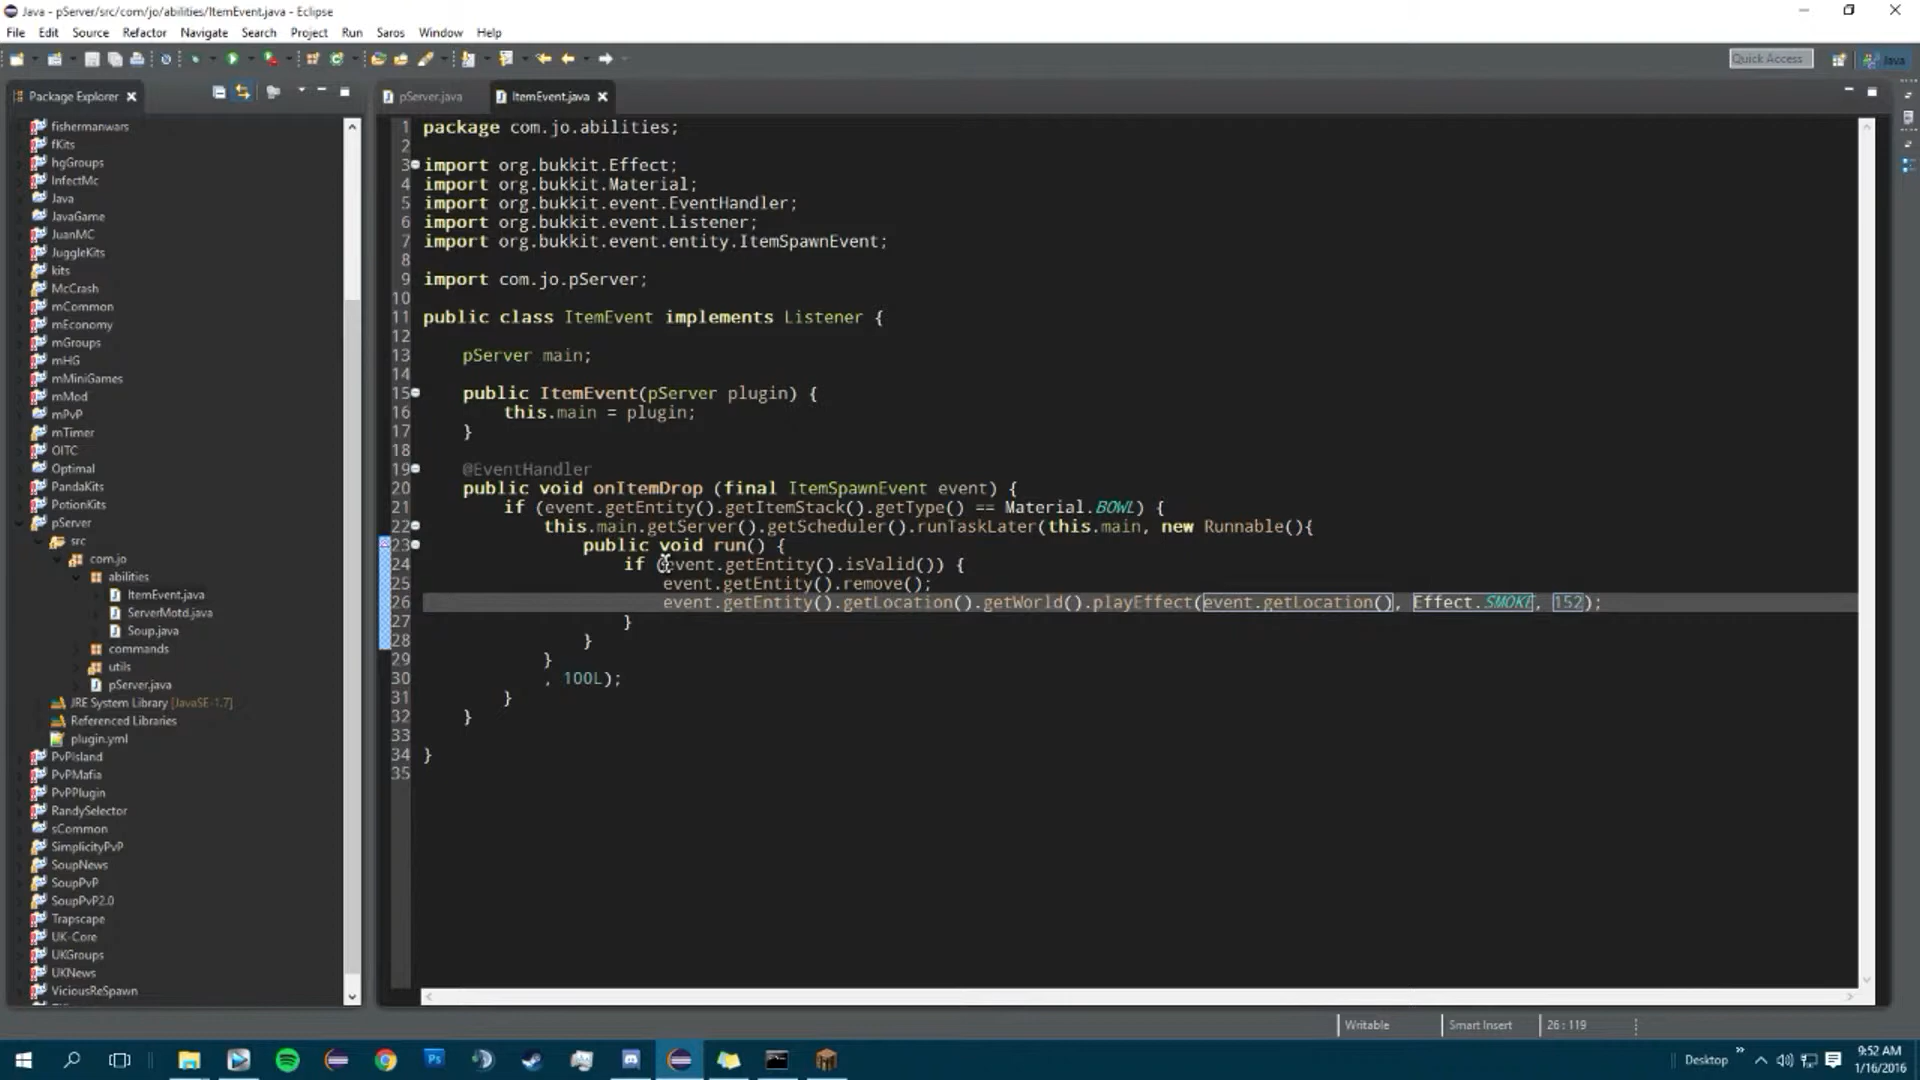 Java - pServer/src/com/jo/abilities/ItemEvent.java - Eclipse
File Edit Source Refactor Navigate Search Project Run Saros Window Help
Quick Access
Java
Package Explorer
fishermanwars
fKits
hgGroups
InfectMc
Java
JavaGame
JuanMC
JuggleKits
kits
McCrash
mCommon
mEconomy
mGroups
mHG
mMiniGames
mMod
mPvP
mTimer
OITC
Optimal
PandaKits
PotionKits
pServer
src
com.jo
abilities
ItemEvent.java
ServerMotd.java
Soup.java
commands
utils
pServer.java
JRE System Library [JavaSE-1.7]
Referenced Libraries
plugin.yml
PvPIsland
PvPMafia
PvPPlugin
RandySelector
sCommon
SimplicityPvP
SoupNews
SoupPvP
SoupPvP2.0
Trapscape
UK-Core
UKGroups
UKNews
ViciousReSpawn
pServer.java ItemEvent.java
1 package com.jo.abilities;
2
3 import org.bukkit.Effect;
4 import org.bukkit.Material;
5 import org.bukkit.event.EventHandler;
6 import org.bukkit.event.Listener;
7 import org.bukkit.event.entity.ItemSpawnEvent;
8
9 import com.jo.pServer;
10
11 public class ItemEvent implements Listener {
12
13 pServer main;
14
15 public ItemEvent(pServer plugin) {
16 this.main = plugin;
17 }
18
19 @EventHandler
20 public void onItemDrop (final ItemSpawnEvent event) {
21 if (event.getEntity().getItemStack().getType() == Material.BOWL) {
22 this.main.getServer().getScheduler().runTaskLater(this.main, new Runnable(){
23 public void run() {
24 if (event.getEntity().isValid()) {
25 event.getEntity().remove();
26 event.getEntity().getLocation().getWorld().playEffect(event.getLocation(), Effect.SMOKE, 152);
27 }
28 }
29 }
30 , 100L);
31 }
32 }
33
34 }
35
Writable Smart Insert 26 : 119
Desktop
9:52 AM
1/16/2016